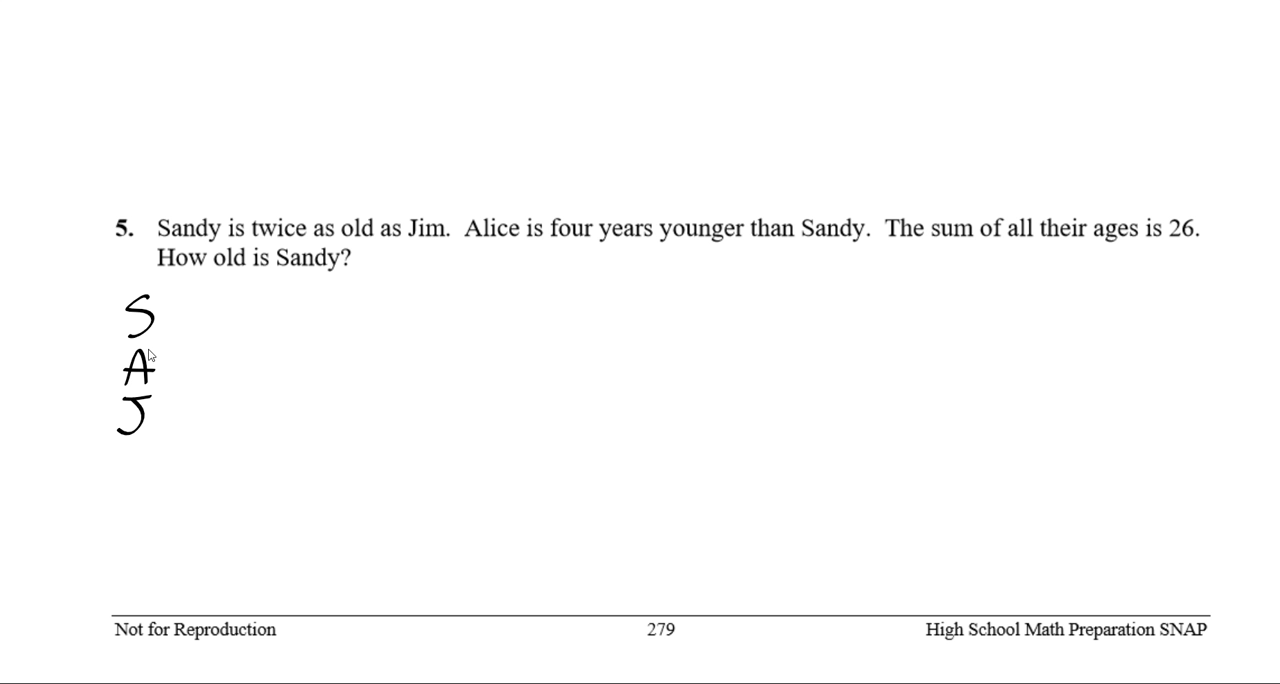 5. Sandy is twice as old as Jim. Alice is four years younger than Sandy. The sum of all their ages is 26.
How old is Sandy?
S
A
J
Not for Reproduction 279 High School Math Preparation SNAP